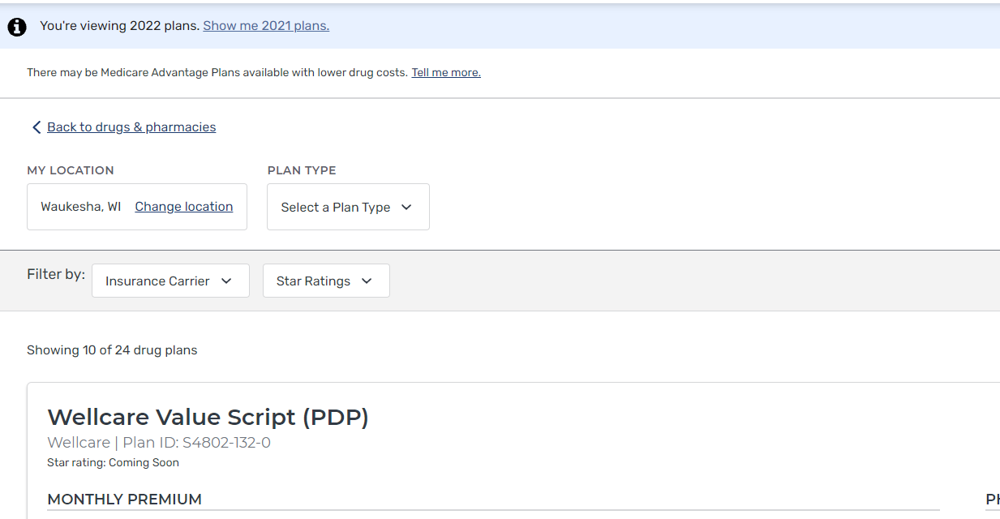 You're viewing 2022 plans. Show me 2021 plans.
There may be Medicare Advantage Plans available with lower drug costs. Tell me more.
Back to drugs & pharmacies
MY LOCATION PLAN TYPE
Waukesha, WI Change location Select a Plan Type
Filter by: Insurance Carrier Star Ratings
Showing 10 of 24 drug plans
Wellcare Value Script (PDP)
Wellcare | Plan ID: S4802-132-0
Star rating: Coming Soon
MONTHLY PREMIUM